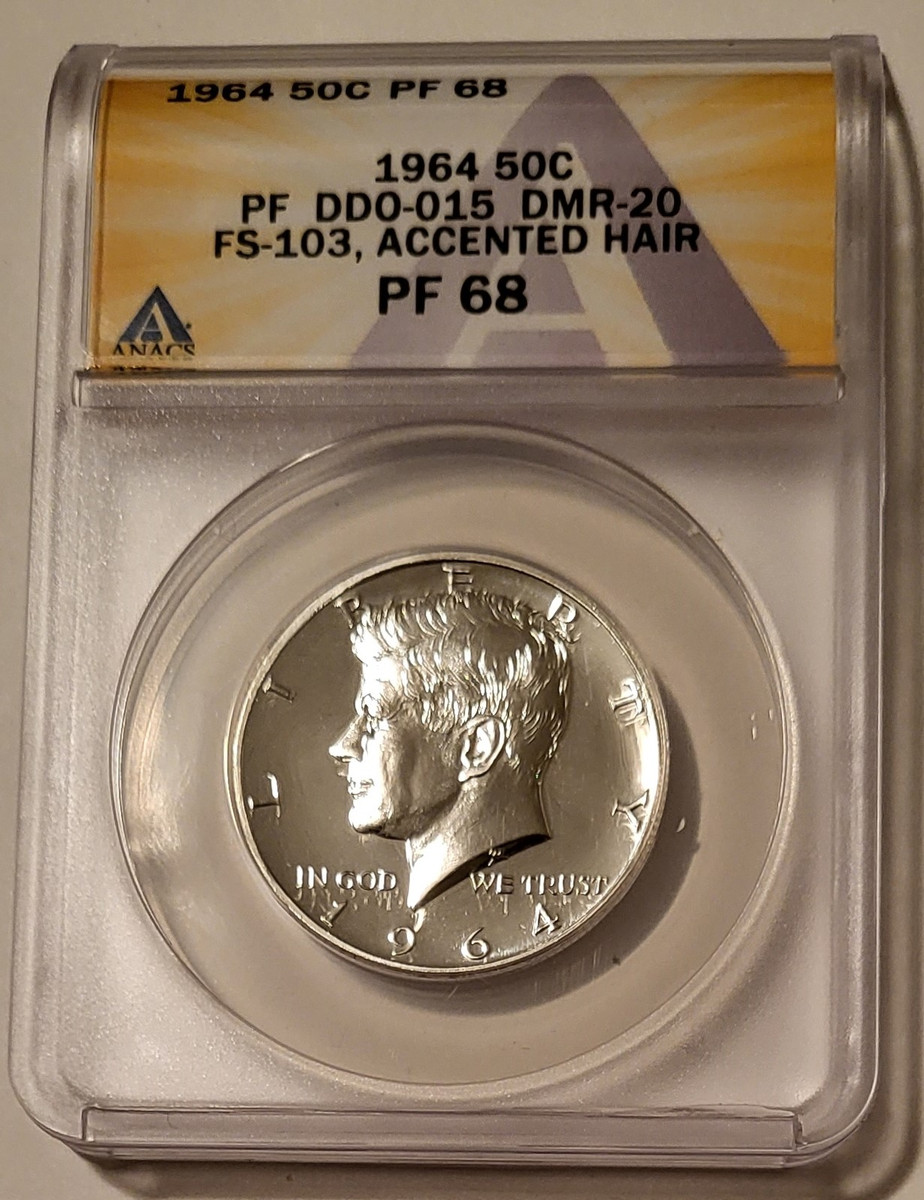 1964 50C PF 68
1964 50C
PF DDO-015 DMR-20
FS-103, ACCENTED HAIR
PF 68
ANACS
LIBERTY
IN GOD WE TRUST
1964